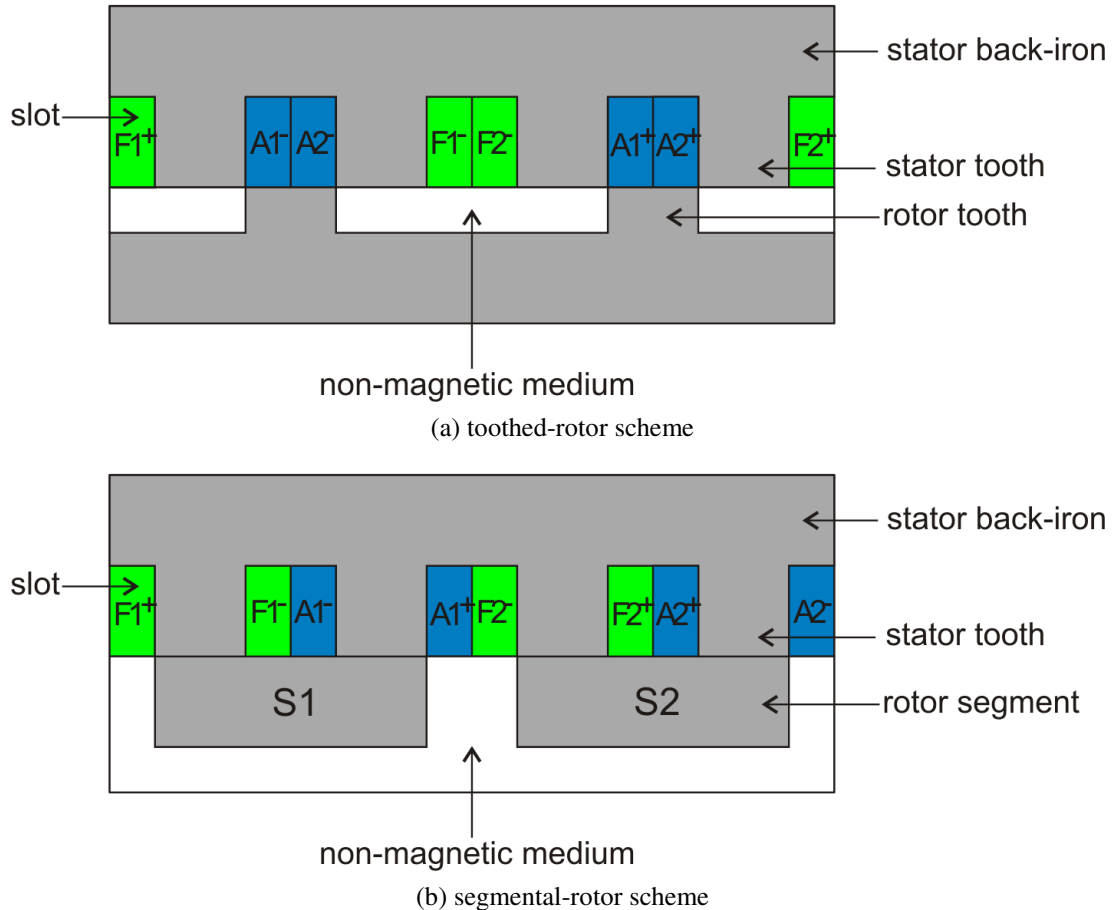 stator back-iron
slot
F1+ A1- A2- F1- F2- A1+ A2+ F2+
stator tooth
rotor tooth
non-magnetic medium
(a) toothed-rotor scheme
stator back-iron
slot
F1+ F1- A1- A1+ F2- F2+ A2+ A2-
stator tooth
S1 S2
rotor segment
non-magnetic medium
(b) segmental-rotor scheme